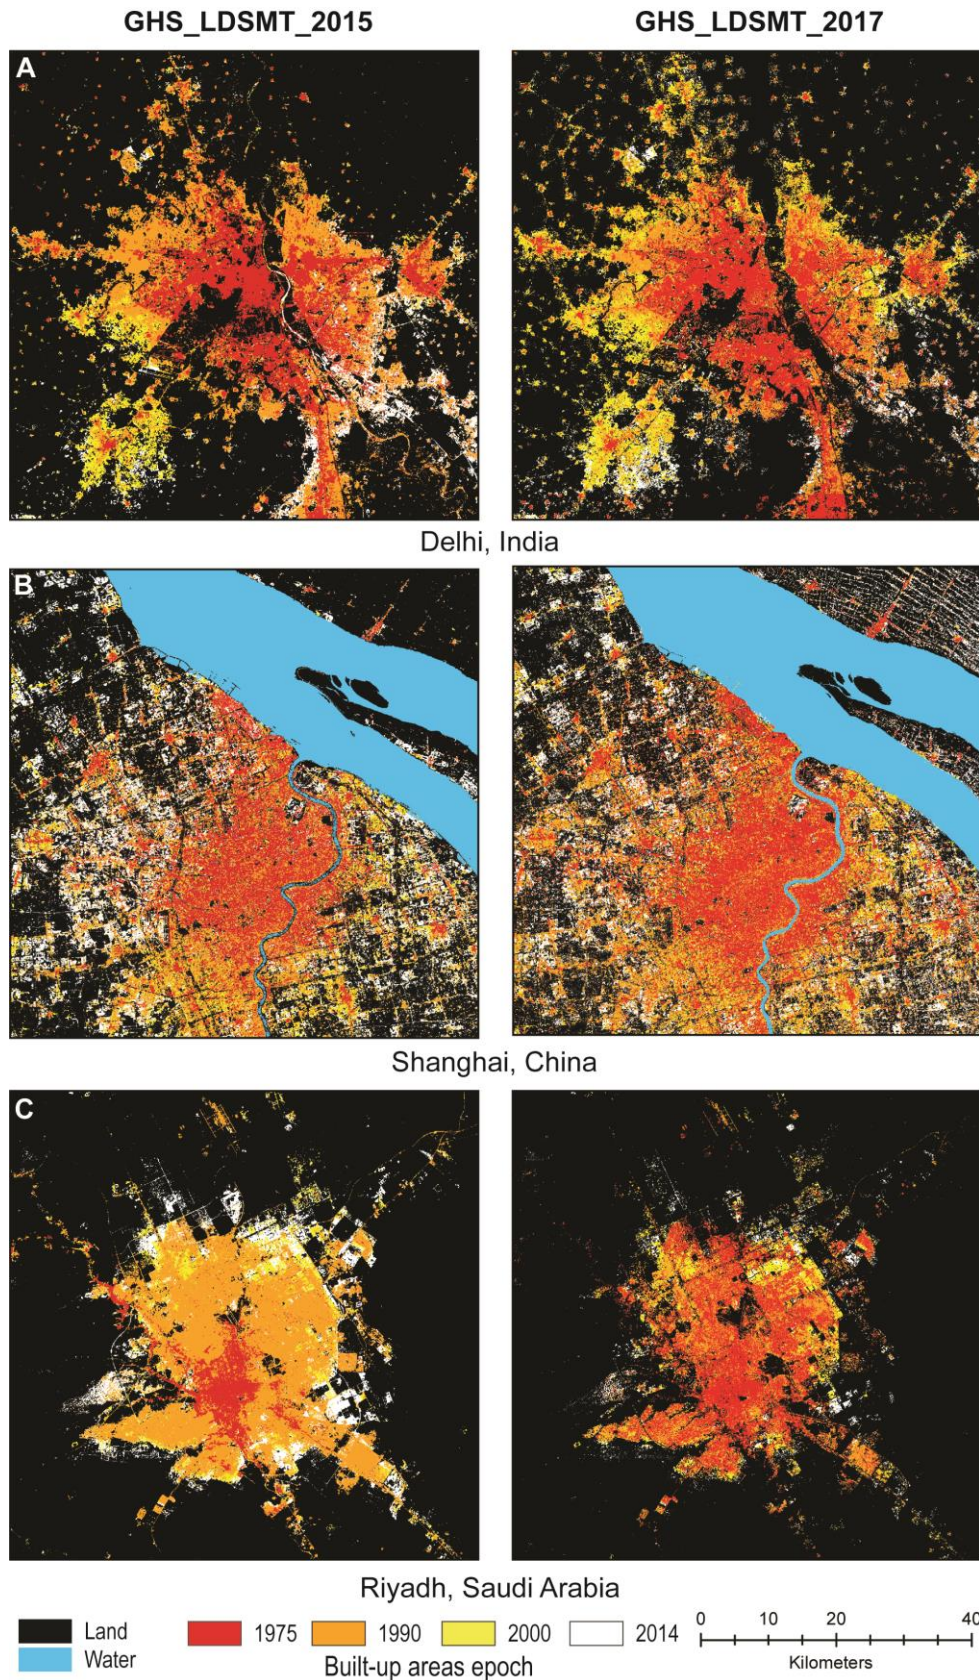 GHS_LDSMT_2015 GHS_LDSMT_2017
A
Delhi, India
B
Shanghai, China
C
Riyadh, Saudi Arabia
Land 1975 1990 2000 2014 0 10 20 40
Water Built-up areas epoch Kilometers